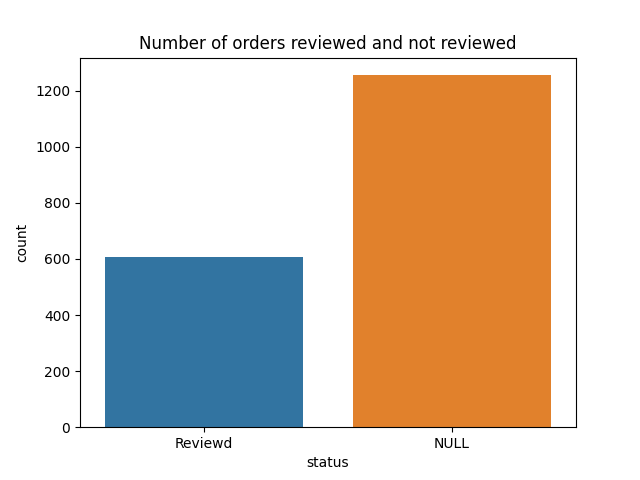 Number of orders reviewed and not reviewed
1200
1000
800
600
400
200
0
count
Reviewd
NULL
status